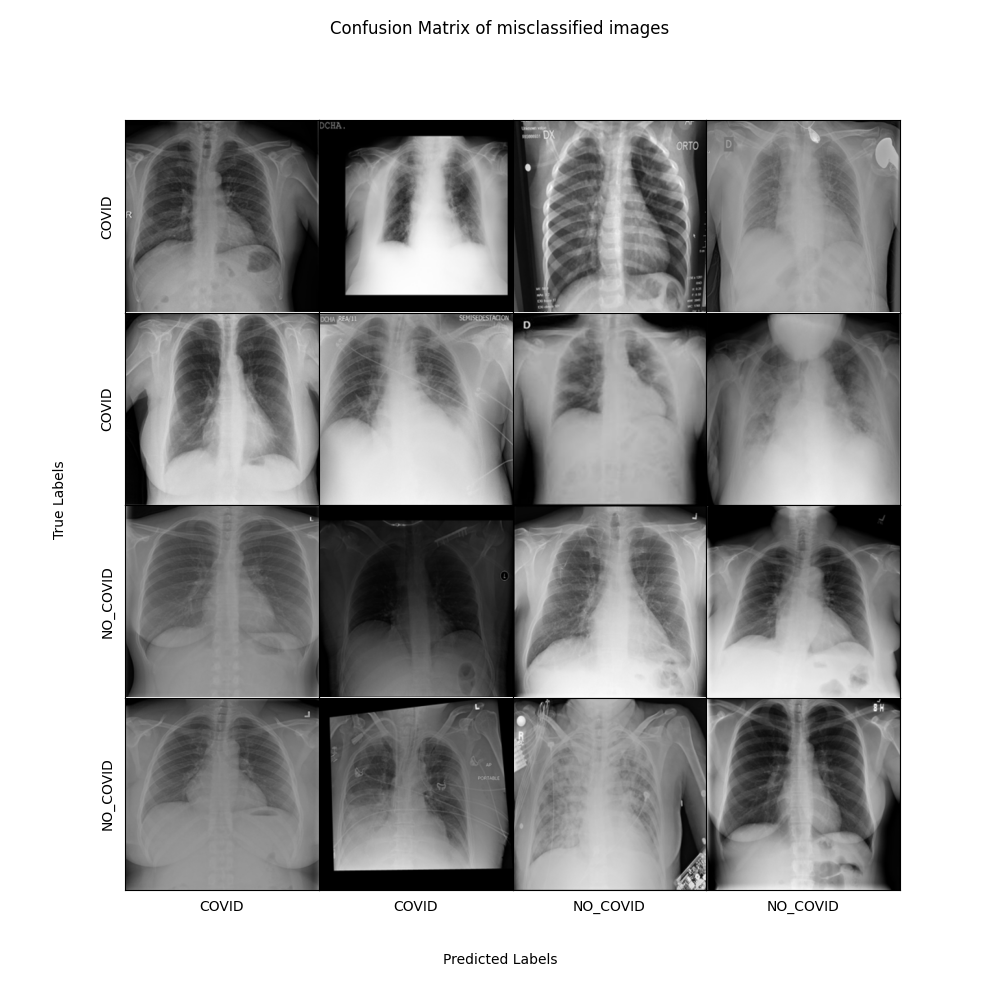 Confusion Matrix of misclassified images
DCHA.
DX
ORTO
D
R
COVID
SEMISEDESTACION
D
COVID
True Labels
NO_COVID
L
AP
PORTABLE
R
NO_COVID
COVID
COVID
NO_COVID
NO_COVID
Predicted Labels